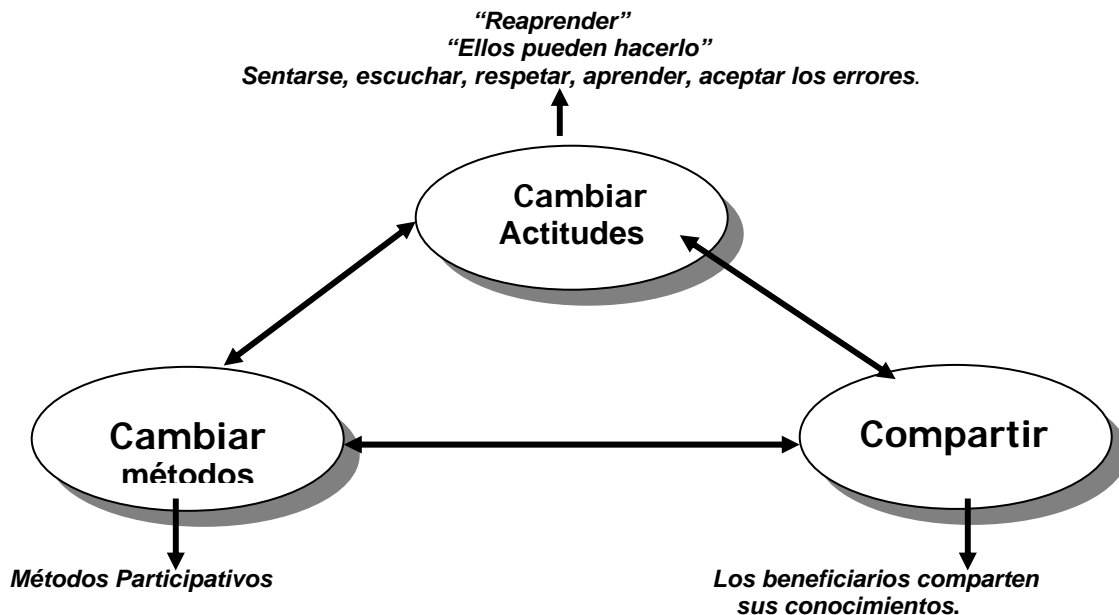 “Reaprender”
“Ellos pueden hacerlo”
Sentarse, escuchar, respetar, aprender, aceptar los errores.
Cambiar
Actitudes
Cambiar
métodos
Compartir
Métodos Participativos
Los beneficiarios comparten
sus conocimientos.